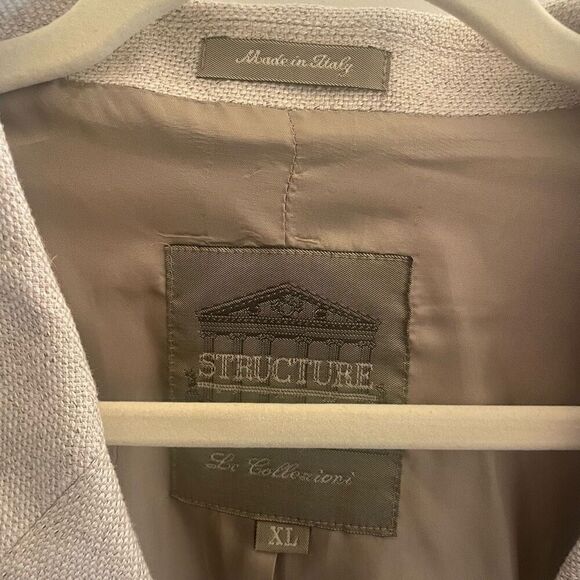 Made in Italy
STRUCTURE
Le Collezioni
XL